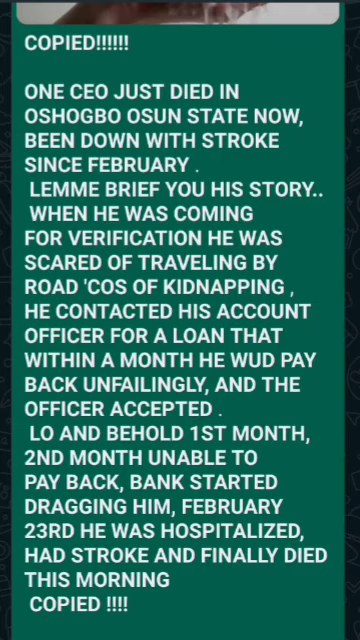 COPIED!!!!!!
ONE CEO JUST DIED IN
OSHOGBO OSUN STATE NOW,
BEEN DOWN WITH STROKE
SINCE FEBRUARY .
LEMME BRIEF YOU HIS STORY..
WHEN HE WAS COMING
FOR VERIFICATION HE WAS
SCARED OF TRAVELING BY
ROAD 'COS OF KIDNAPPING ,
HE CONTACTED HIS ACCOUNT
OFFICER FOR A LOAN THAT
WITHIN A MONTH HE WUD PAY
BACK UNFAILINGLY, AND THE
OFFICER ACCEPTED .
LO AND BEHOLD 1ST MONTH,
2ND MONTH UNABLE TO
PAY BACK, BANK STARTED
DRAGGING HIM, FEBRUARY
23RD HE WAS HOSPITALIZED,
HAD STROKE AND FINALLY DIED
THIS MORNING
COPIED !!!!